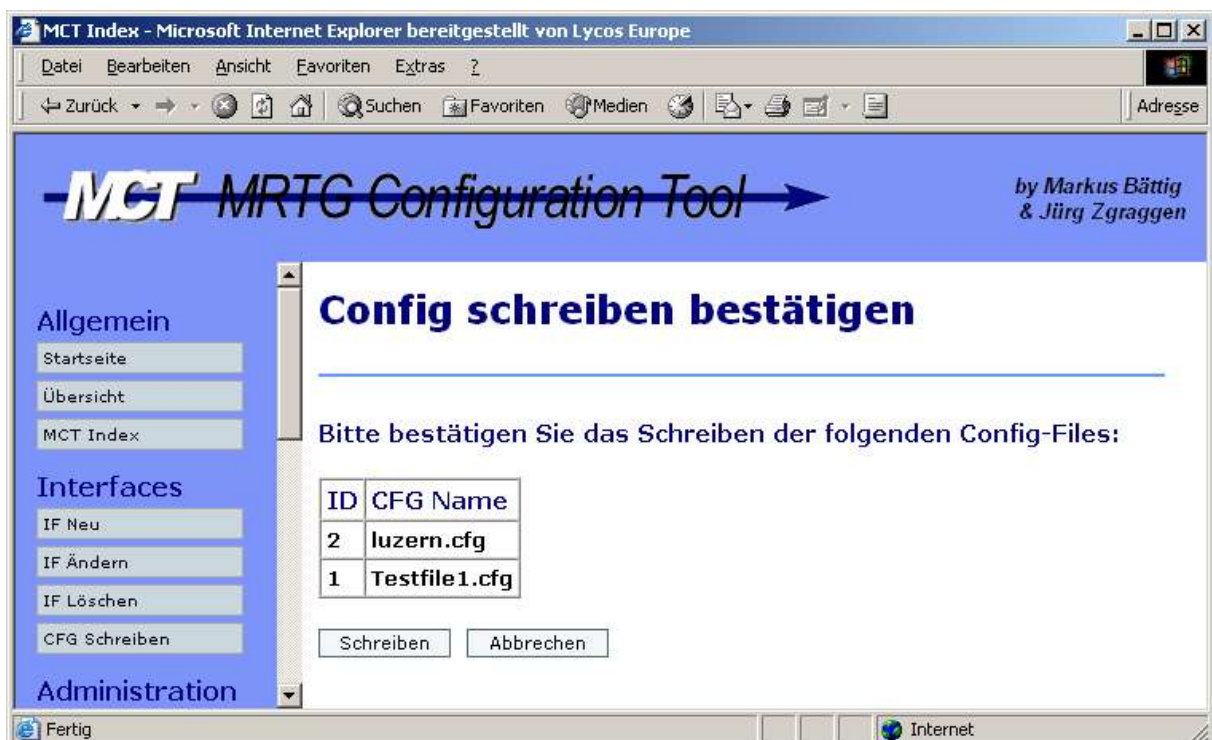 MCT Index - Microsoft Internet Explorer bereitgestellt von Lycos Europe
Datei Bearbeiten Ansicht Favoriten Extras ?
Zurück Suchen Favoriten Medien Adresse
MCT MRTG Configuration Tool
by Markus Bättig
& Jürg Zgraggen
Allgemein
Startseite
Übersicht
MCT Index
Interfaces
IF Neu
IF Ändern
IF Löschen
CFG Schreiben
Administration
Config schreiben bestätigen
Bitte bestätigen Sie das Schreiben der folgenden Config-Files:
ID CFG Name
2 luzern.cfg
1 Testfile1.cfg
Schreiben Abbrechen
Fertig Internet